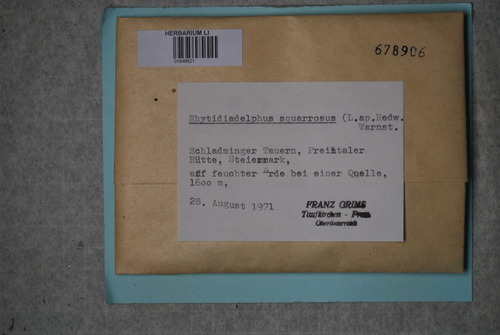 HERBARIUM LI
678906
Rhytidiadelphus squarrosus (L.ap.Hedw.
Warnst.
Schladminger Tauern, Preintaler
Hütte, Steiermark,
auf feuchter Erde bei einer Quelle,
1600 m,
28. August 1971
FRANZ GRIMS
Taufkirchen - Pram
Oberösterreich